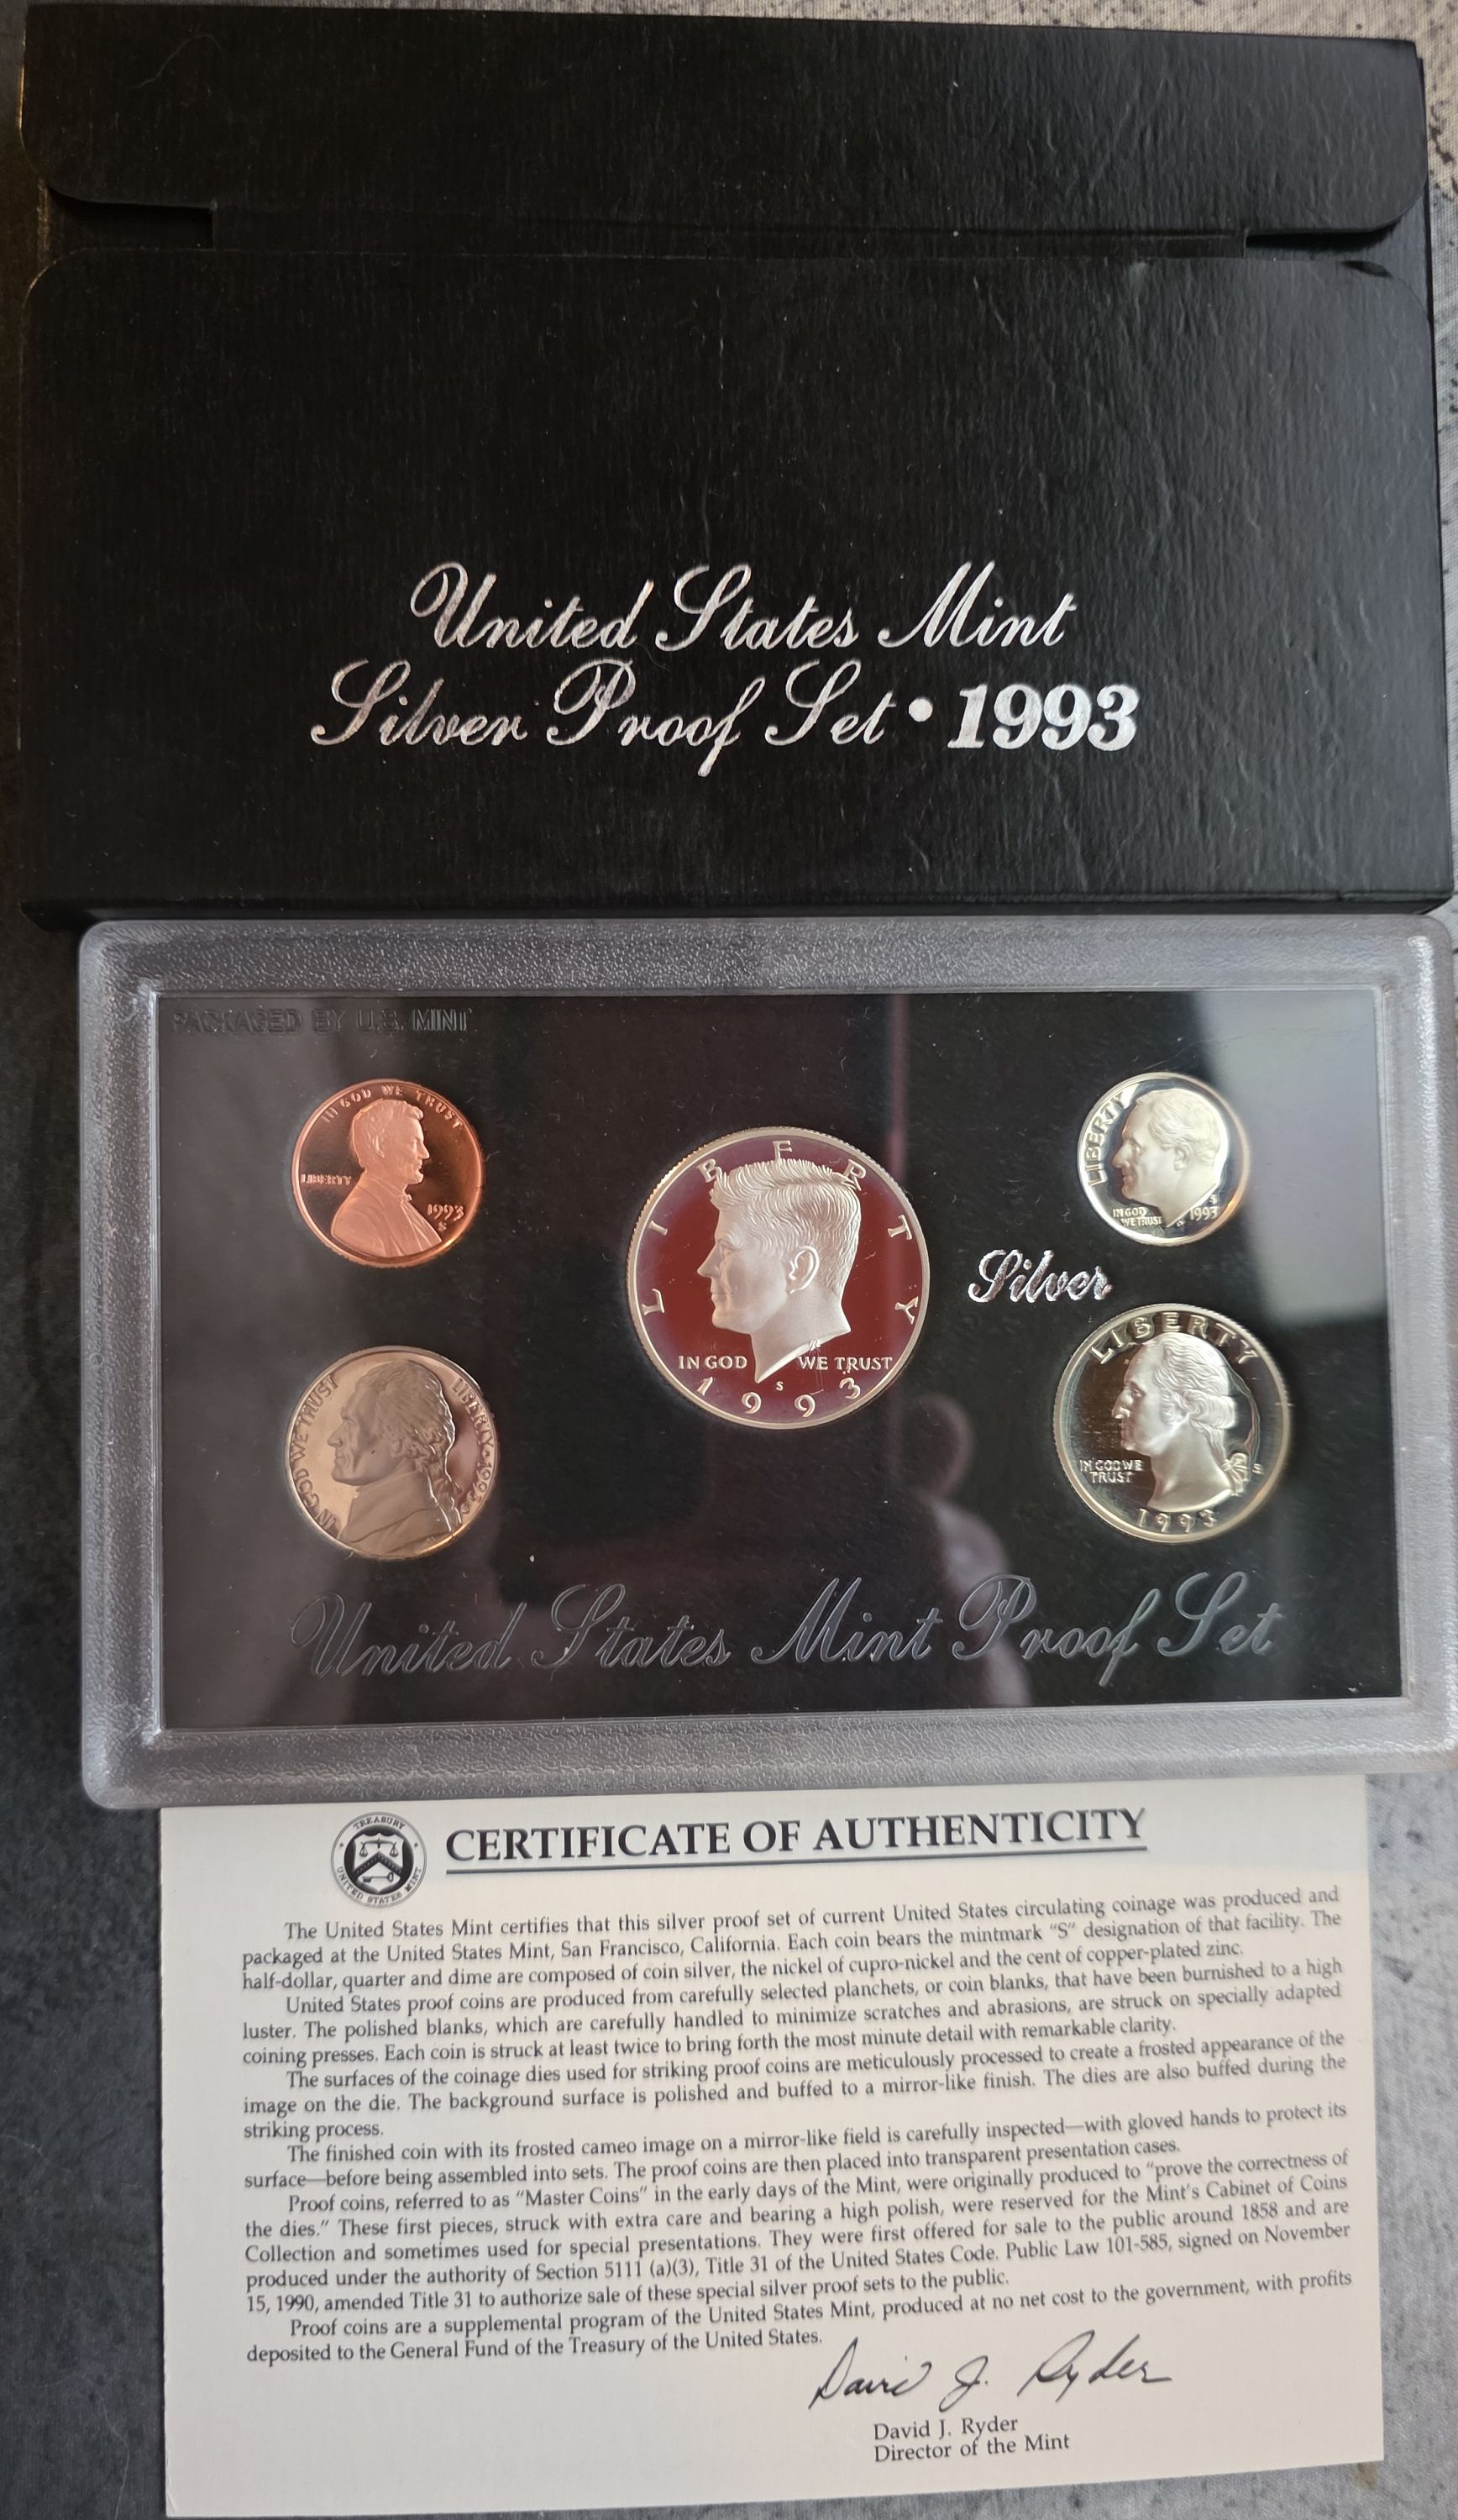 United States Mint
Silver Proof Set • 1993
PACKAGED BY U.S. MINT
IN GOD WE TRUST
LIBERTY
1993
S
LIBERTY
IN GOD WE TRUST
S
1993
LIBERTY
IN GOD
WE TRUST
S
1993
Silver
IN GOD WE TRUST
LIBERTY • 1993
LIBERTY
IN GOD WE
TRUST
S
1993
United States Mint Proof Set
TREASURY
UNITED STATES MINT
CERTIFICATE OF AUTHENTICITY
The United States Mint certifies that this silver proof set of current United States circulating coinage was produced and
packaged at the United States Mint, San Francisco, California. Each coin bears the mintmark “S” designation of that facility. The
half-dollar, quarter and dime are composed of coin silver, the nickel of cupro-nickel and the cent of copper-plated zinc.
United States proof coins are produced from carefully selected planchets, or coin blanks, that have been burnished to a high
luster. The polished blanks, which are carefully handled to minimize scratches and abrasions, are struck on specially adapted
coining presses. Each coin is struck at least twice to bring forth the most minute detail with remarkable clarity.
The surfaces of the coinage dies used for striking proof coins are meticulously processed to create a frosted appearance of the
image on the die. The background surface is polished and buffed to a mirror-like finish. The dies are also buffed during the
striking process.
The finished coin with its frosted cameo image on a mirror-like field is carefully inspected—with gloved hands to protect its
surface—before being assembled into sets. The proof coins are then placed into transparent presentation cases.
Proof coins, referred to as “Master Coins” in the early days of the Mint, were originally produced to “prove the correctness of
the dies.” These first pieces, struck with extra care and bearing a high polish, were reserved for the Mint’s Cabinet of Coins
Collection and sometimes used for special presentations. They were first offered for sale to the public around 1858 and are
produced under the authority of Section 5111 (a)(3), Title 31 of the United States Code. Public Law 101-585, signed on November
15, 1990, amended Title 31 to authorize sale of these special silver proof sets to the public.
Proof coins are a supplemental program of the United States Mint, produced at no net cost to the government, with profits
deposited to the General Fund of the Treasury of the United States.
David J. Ryder
David J. Ryder
Director of the Mint